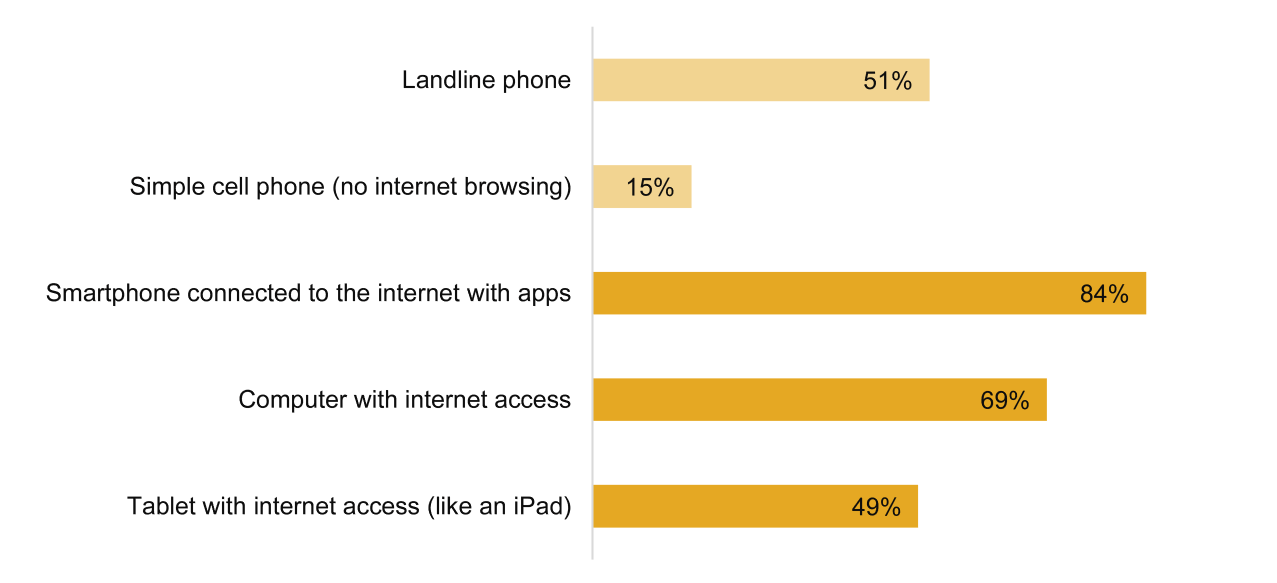 Landline phone 51%
Simple cell phone (no internet browsing) 15%
Smartphone connected to the internet with apps 84%
Computer with internet access 69%
Tablet with internet access (like an iPad) 49%